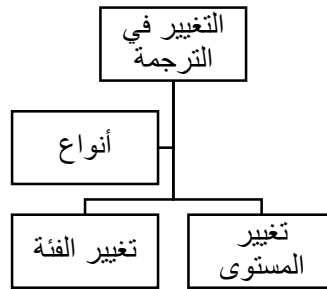 التغيير في
الترجمة
أنواع
تغيير
المستوى
تغيير الفئة